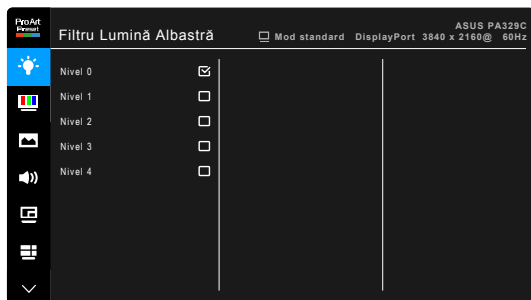 ProArt
Preset
Filtru Lumină Albastră
ASUS PA329C
Mod standard DisplayPort 3840 x 2160@ 60Hz
Nivel 0
Nivel 1
Nivel 2
Nivel 3
Nivel 4